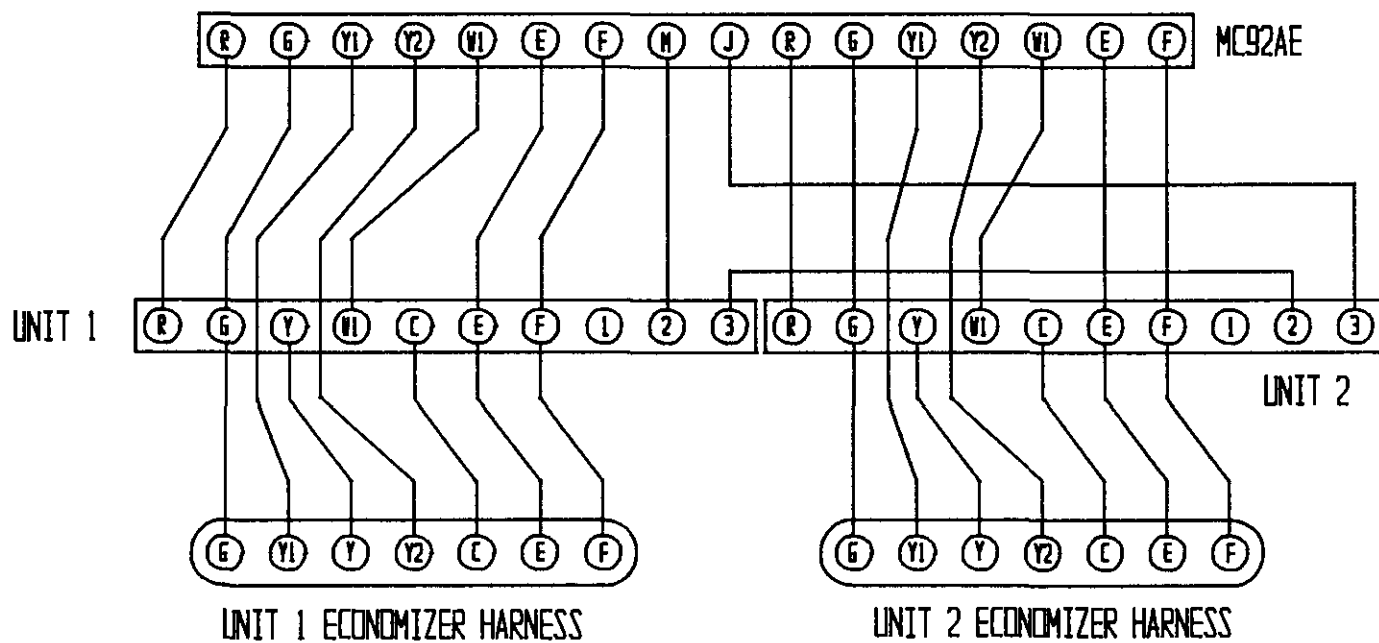 R G Y1 Y2 W1 E F M J R G Y1 Y2 W1 E F MC92AE
UNIT 1 R G Y W1 C E F 1 2 3 R G Y W1 C E F 1 2 3
UNIT 2
G Y1 Y Y2 C E F G Y1 Y Y2 C E F
UNIT 1 ECONOMIZER HARNESS UNIT 2 ECONOMIZER HARNESS